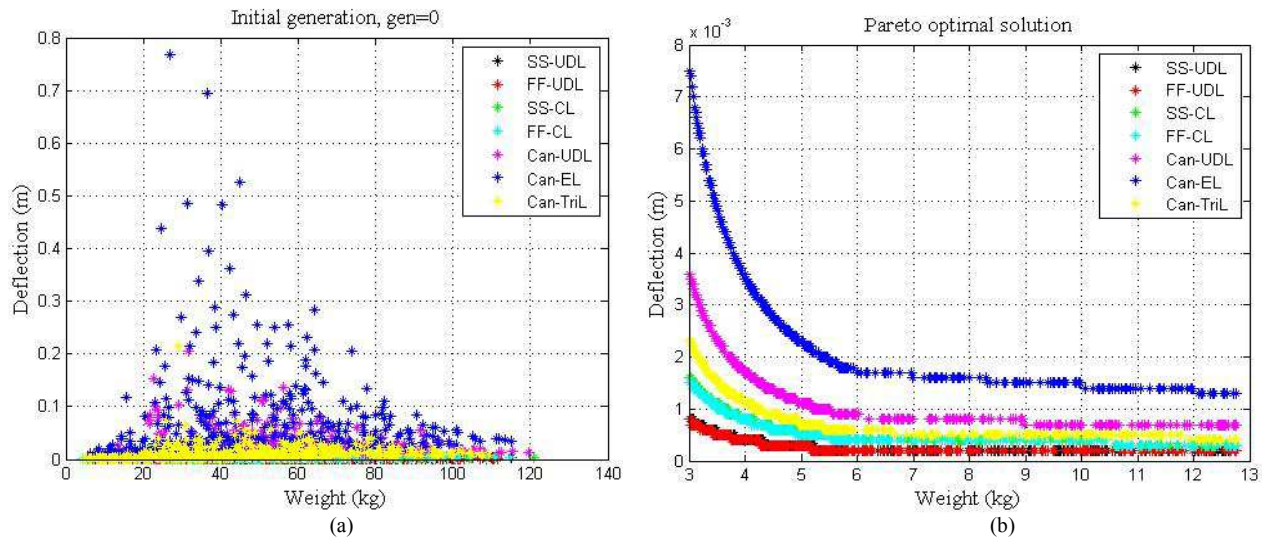 Initial generation, gen=0
0.8
0.7
0.6
0.5
0.4
0.3
0.2
0.1
0
Deflection (m)
SS-UDL
FF-UDL
SS-CL
FF-CL
Can-UDL
Can-EL
Can-TriL
0 20 40 60 80 100 120 140
Weight (kg)
(a)
Pareto optimal solution
x 10⁻³
8
7
6
5
4
3
2
1
0
Deflection (m)
SS-UDL
FF-UDL
SS-CL
FF-CL
Can-UDL
Can-EL
Can-TriL
3 4 5 6 7 8 9 10 11 12 13
Weight (kg)
(b)